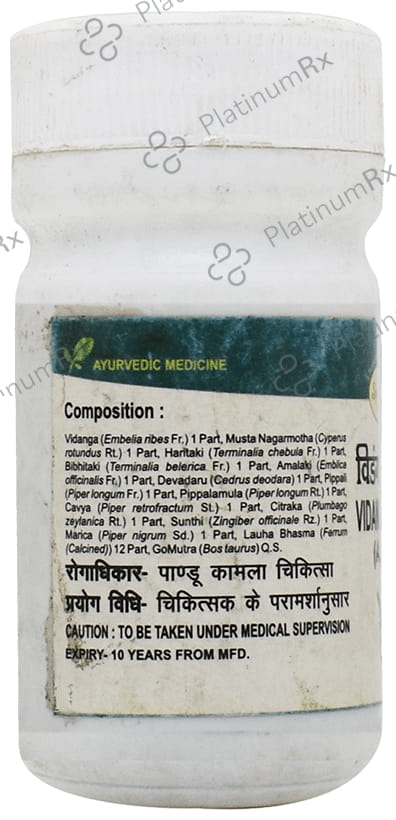 PlatinumRx
PlatinumRx
PlatinumRx
AYURVEDIC MEDICINE
Composition :
Vidanga (Embelia ribes Fr.) 1 Part, Musta Nagarmotha (Cyperus
rotundus Rt.) 1 Part, Haritaki (Terminalia chebula Fr.) 1 Part,
Bibhitaki (Terminalia belerica Fr.) 1 Part, Amalaki (Emblica
officinalis Fr.) 1 Part, Devadaru (Cedrus deodara) 1 Part, Pippali
(Piper longum Fr.) 1 Part, Pippalamula (Piper longum Rt.) 1 Part,
Cavya (Piper retrofractum St.) 1 Part, Citraka (Plumbago
zeylanica Rt.) 1 Part, Sunthi (Zingiber officinale Rz.) 1 Part,
Marica (Piper nigrum Sd.) 1 Part, Lauha Bhasma (Ferrum
(Calcined)) 12 Part, GoMutra (Bos taurus) Q.S.
रोगाधिकार- पाण्डू कामला चिकित्सा
प्रयोग विधि- चिकित्सक के परामर्शानुसार
CAUTION : TO BE TAKEN UNDER MEDICAL SUPERVISION
EXPIRY- 10 YEARS FROM MFD.